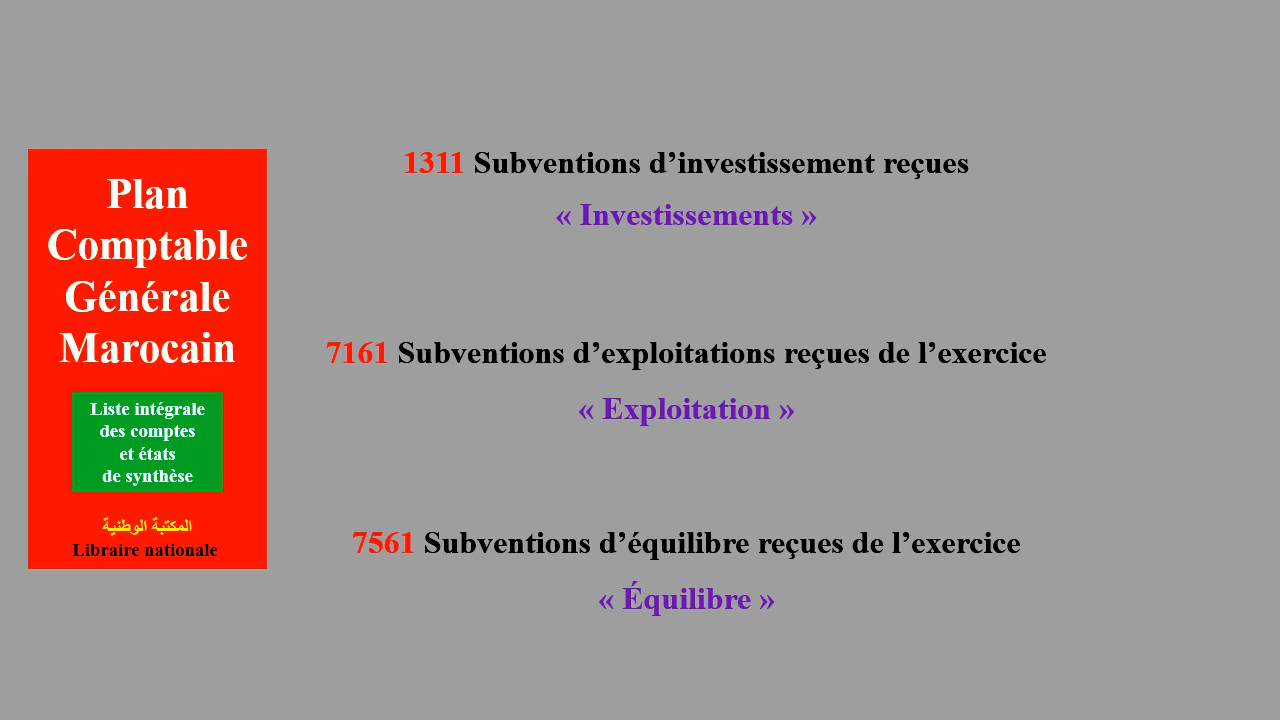 Plan
Comptable
Générale
Marocain
Liste intégrale
des comptes
et états
de synthèse
المكتبة الوطنية
Libraire nationale
1311 Subventions d’investissement reçues
« Investissements »
7161 Subventions d’exploitations reçues de l’exercice
« Exploitation »
7561 Subventions d’équilibre reçues de l’exercice
« Équilibre »